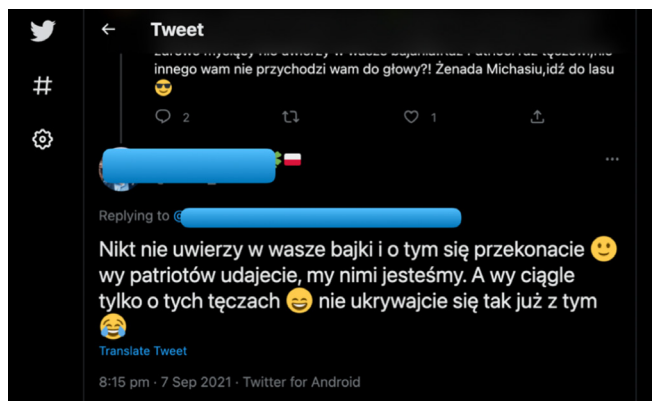 Tweet
innego wam nie przychodzi wam do głowy?! Żenada Michasiu,idź do lasu
😎
2 1
🍀🇵🇱
Replying to @
Nikt nie uwierzy w wasze bajki i o tym się przekonacie 🙂
wy patriotów udajecie, my nimi jesteśmy. A wy ciągle
tylko o tych tęczach 😄 nie ukrywajcie się tak już z tym
😂
Translate Tweet
8:15 pm · 7 Sep 2021 · Twitter for Android